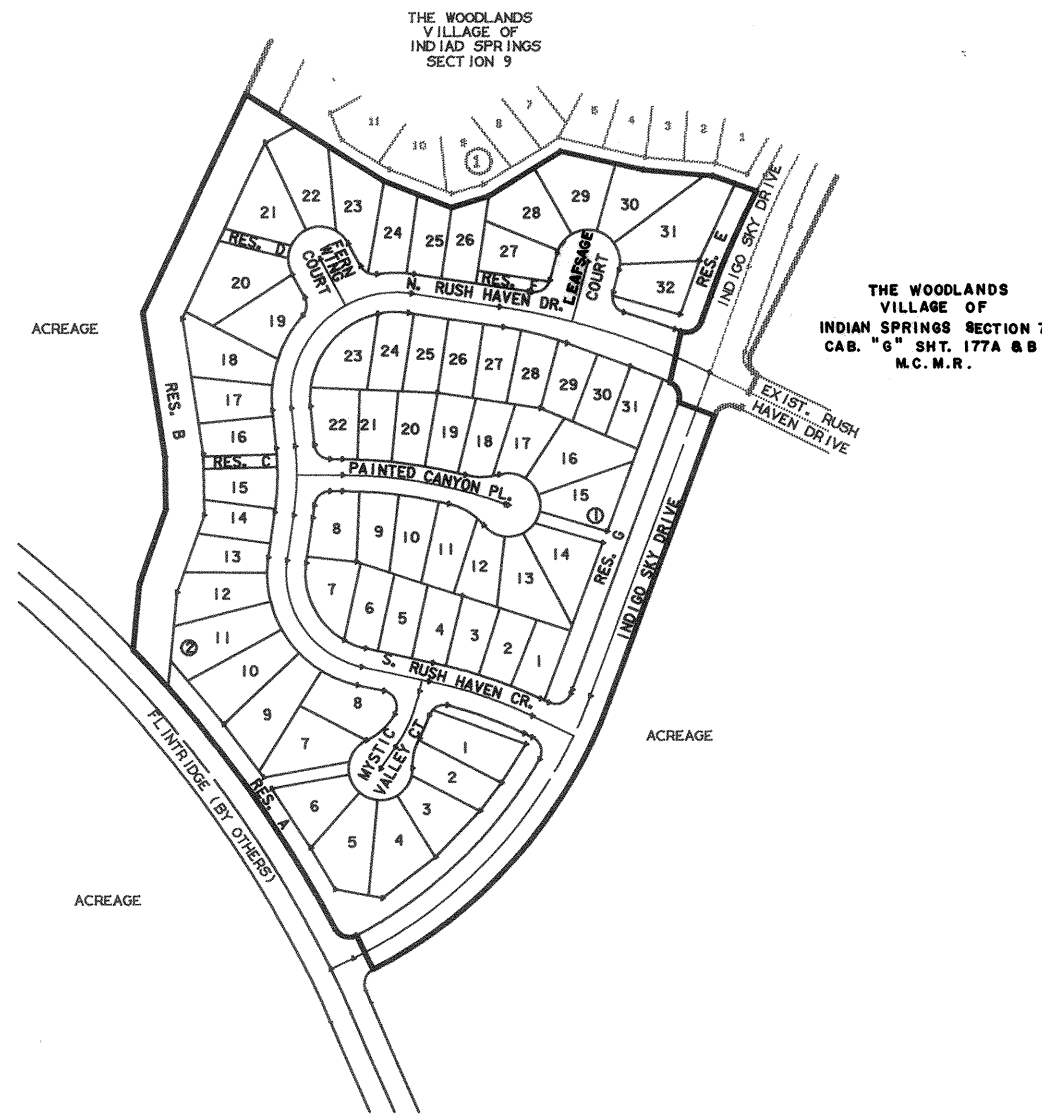 THE WOODLANDS
VILLAGE OF
INDIAD SPRINGS
SECTION 9
11
10
9
8
7
1
5
4
3
2
1
INDIGO SKY DRIVE
21
22
23
24
25
26
27
28
29
30
31
32
RES. D
FERN
WING
COURT
RES. F
LEAFSAGE
COURT
RES. E
N. RUSH HAVEN DR.
20
19
18
17
16
RES. C
15
14
13
12
11
10
9
8
7
6
5
4
3
2
1
RES. B
2
THE WOODLANDS
VILLAGE OF
INDIAN SPRINGS SECTION 7
CAB. "G" SHT. 177A & B
M.C.M.R.
ACREAGE
EXIST. RUSH
HAVEN DRIVE
23
24
25
26
27
28
29
30
31
22
21
20
19
18
17
16
15
1
PAINTED CANYON PL.
8
9
10
11
12
13
14
RES. G
INDIGO SKY DRIVE
7
6
5
4
3
2
1
S. RUSH HAVEN CR.
MYSTIC
VALLEY CT
RES. A
FLINTRIDGE (BY OTHERS)
ACREAGE
ACREAGE